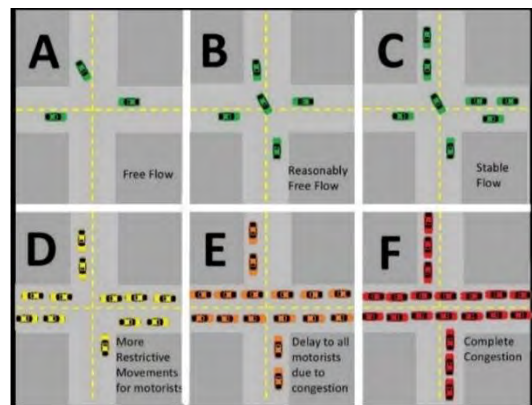 A
Free Flow
B
Reasonably
Free Flow
C
Stable
Flow
D
More
Restrictive
Movements
for motorists
E
Delay to all
motorists
due to
congestion
F
Complete
Congestion